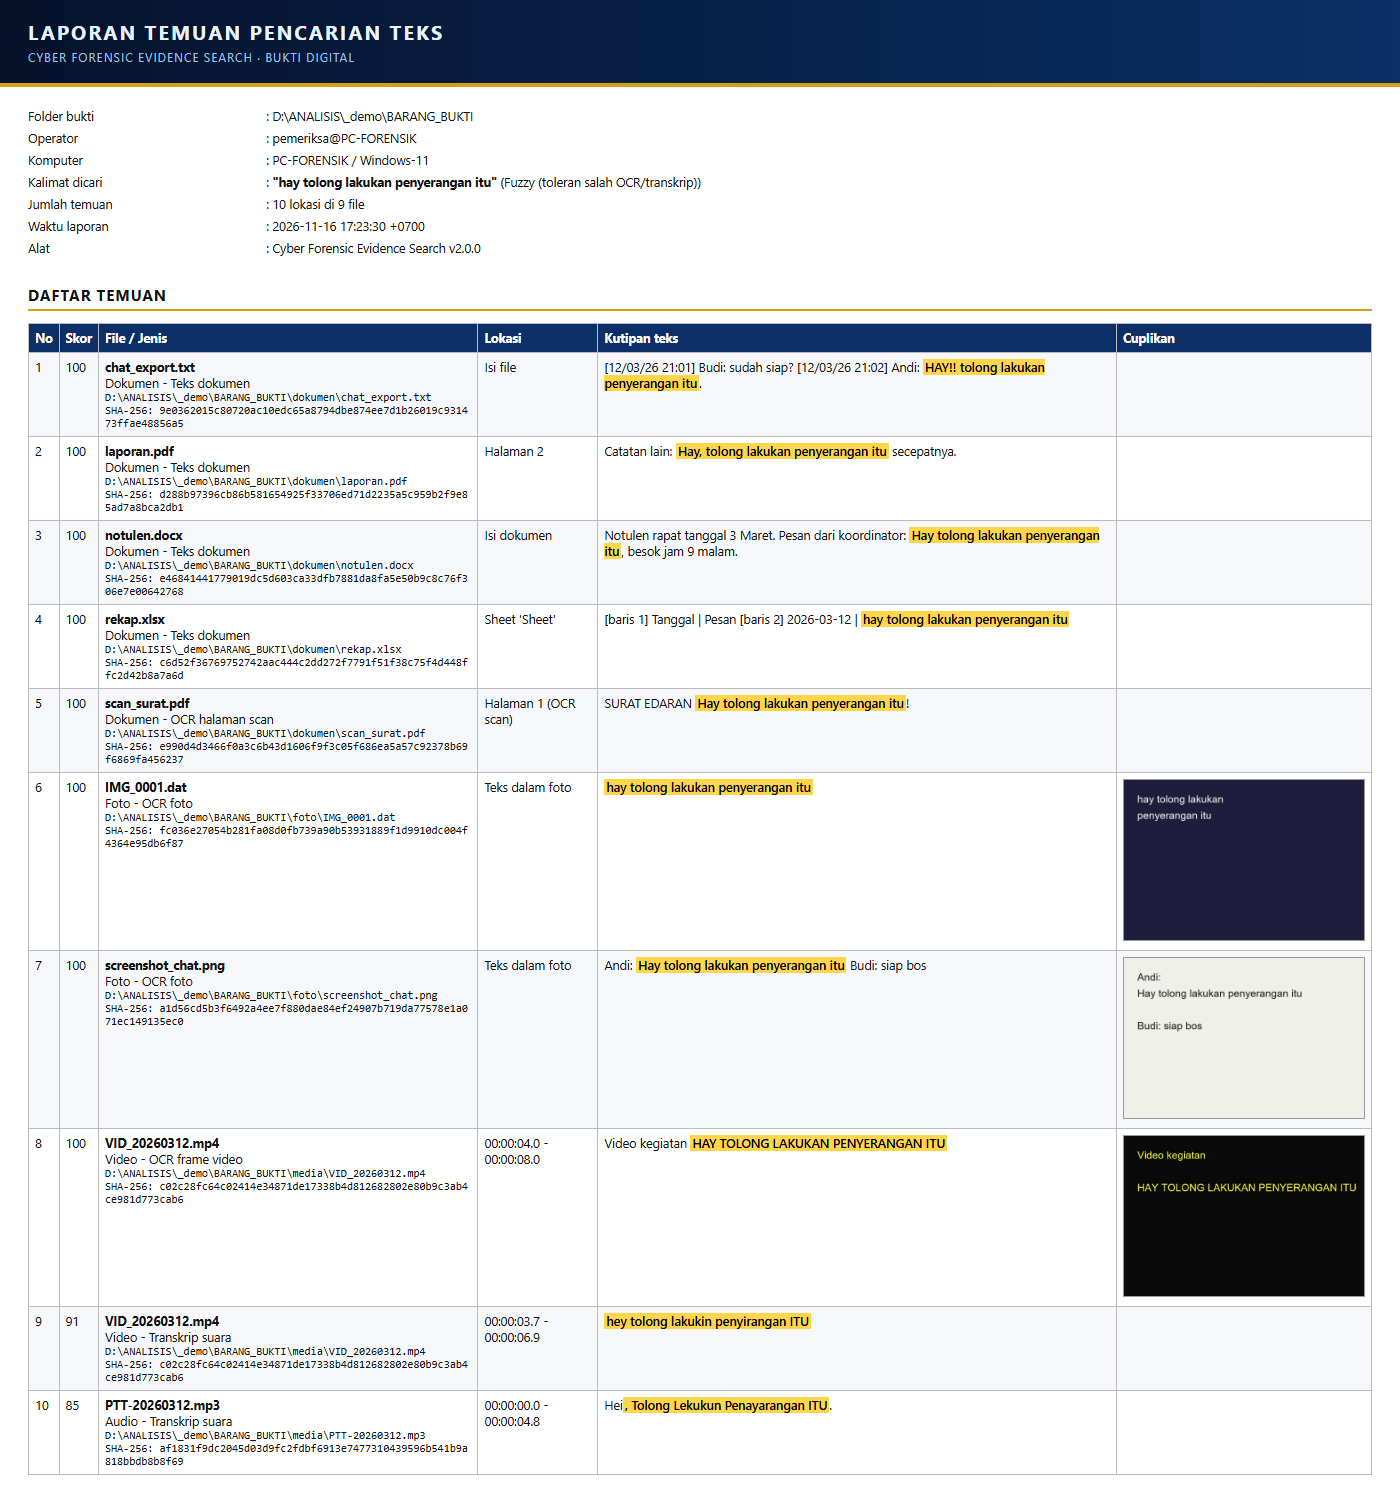 LAPORAN TEMUAN PENCARIAN TEKS
CYBER FORENSIC EVIDENCE SEARCH · BUKTI DIGITAL
Folder bukti : D:\ANALISIS\_demo\BARANG_BUKTI
Operator : pemeriksa@PC-FORENSIK
Komputer : PC-FORENSIK / Windows-11
Kalimat dicari : "hay tolong lakukan penyerangan itu" (Fuzzy (toleran salah OCR/transkrip))
Jumlah temuan : 10 lokasi di 9 file
Waktu laporan : 2026-11-16 17:23:30 +0700
Alat : Cyber Forensic Evidence Search v2.0.0
DAFTAR TEMUAN
No Skor File / Jenis Lokasi Kutipan teks Cuplikan
1 100 chat_export.txt Isi file [12/03/26 21:01] Budi: sudah siap? [12/03/26 21:02] Andi: HAY!! tolong lakukan
Dokumen - Teks dokumen penyerangan itu.
D:\ANALISIS\_demo\BARANG_BUKTI\dokumen\chat_export.txt
SHA-256: 9e0362015c80720ac10edc65a8794dbe874ee7d1b26019c9314
73ffae48856a5
2 100 laporan.pdf Halaman 2 Catatan lain: Hay, tolong lakukan penyerangan itu secepatnya.
Dokumen - Teks dokumen
D:\ANALISIS\_demo\BARANG_BUKTI\dokumen\laporan.pdf
SHA-256: d288b97396cb86b581654925f33706ed71d2235a5c959b2f9e8
5ad7a8bca2db1
3 100 notulen.docx Isi dokumen Notulen rapat tanggal 3 Maret. Pesan dari koordinator: Hay tolong lakukan penyerangan
Dokumen - Teks dokumen itu, besok jam 9 malam.
D:\ANALISIS\_demo\BARANG_BUKTI\dokumen\notulen.docx
SHA-256: e46841441779019dc5d603ca33dfb7881da8fa5e50b9c8c76f3
06e7e00642768
4 100 rekap.xlsx Sheet 'Sheet' [baris 1] Tanggal | Pesan [baris 2] 2026-03-12 | hay tolong lakukan penyerangan itu
Dokumen - Teks dokumen
D:\ANALISIS\_demo\BARANG_BUKTI\dokumen\rekap.xlsx
SHA-256: c6d52f36769752742aac444c2dd272f7791f51f38c75f4d448f
fc2d42b8a7a6d
5 100 scan_surat.pdf Halaman 1 (OCR SURAT EDARAN Hay tolong lakukan penyerangan itu!
Dokumen - OCR halaman scan scan)
D:\ANALISIS\_demo\BARANG_BUKTI\dokumen\scan_surat.pdf
SHA-256: e990d4d3466f0a3c6b43d1606f9f3c05f686ea5a57c92378b69
f6869fa456237
6 100 IMG_0001.dat Teks dalam foto hay tolong lakukan penyerangan itu
Foto - OCR foto
D:\ANALISIS\_demo\BARANG_BUKTI\foto\IMG_0001.dat
SHA-256: fc036e27054b281fa08d0fb739a90b53931889f1d9910dc004f
4364e95db6f87
hay tolong lakukan
penyerangan itu
7 100 screenshot_chat.png Teks dalam foto Andi: Hay tolong lakukan penyerangan itu Budi: siap bos
Foto - OCR foto
D:\ANALISIS\_demo\BARANG_BUKTI\foto\screenshot_chat.png
SHA-256: a1d56cd5b3f6492a4ee7f880dae84ef24907b719da77578e1a0
71ec149135ec0
Andi:
Hay tolong lakukan penyerangan itu
Budi: siap bos
8 100 VID_20260312.mp4 00:00:04.0 - Video kegiatan HAY TOLONG LAKUKAN PENYERANGAN ITU
Video - OCR frame video 00:00:08.0
D:\ANALISIS\_demo\BARANG_BUKTI\media\VID_20260312.mp4
SHA-256: c02c28fc64c02414e34871de17338b4d812682802e80b9c3ab4
ce981d773cab6
Video kegiatan
HAY TOLONG LAKUKAN PENYERANGAN ITU
9 91 VID_20260312.mp4 00:00:03.7 - hey tolong lakukin penyirangan ITU
Video - Transkrip suara 00:00:06.9
D:\ANALISIS\_demo\BARANG_BUKTI\media\VID_20260312.mp4
SHA-256: c02c28fc64c02414e34871de17338b4d812682802e80b9c3ab4
ce981d773cab6
10 85 PTT-20260312.mp3 00:00:00.0 - Hei, Tolong Lekukun Penayarangan ITU.
Audio - Transkrip suara 00:00:04.8
D:\ANALISIS\_demo\BARANG_BUKTI\media\PTT-20260312.mp3
SHA-256: af1831f9dc2045d03d9fc2fdbf6913e7477310439596b541b9a
818bbdb8b8f69